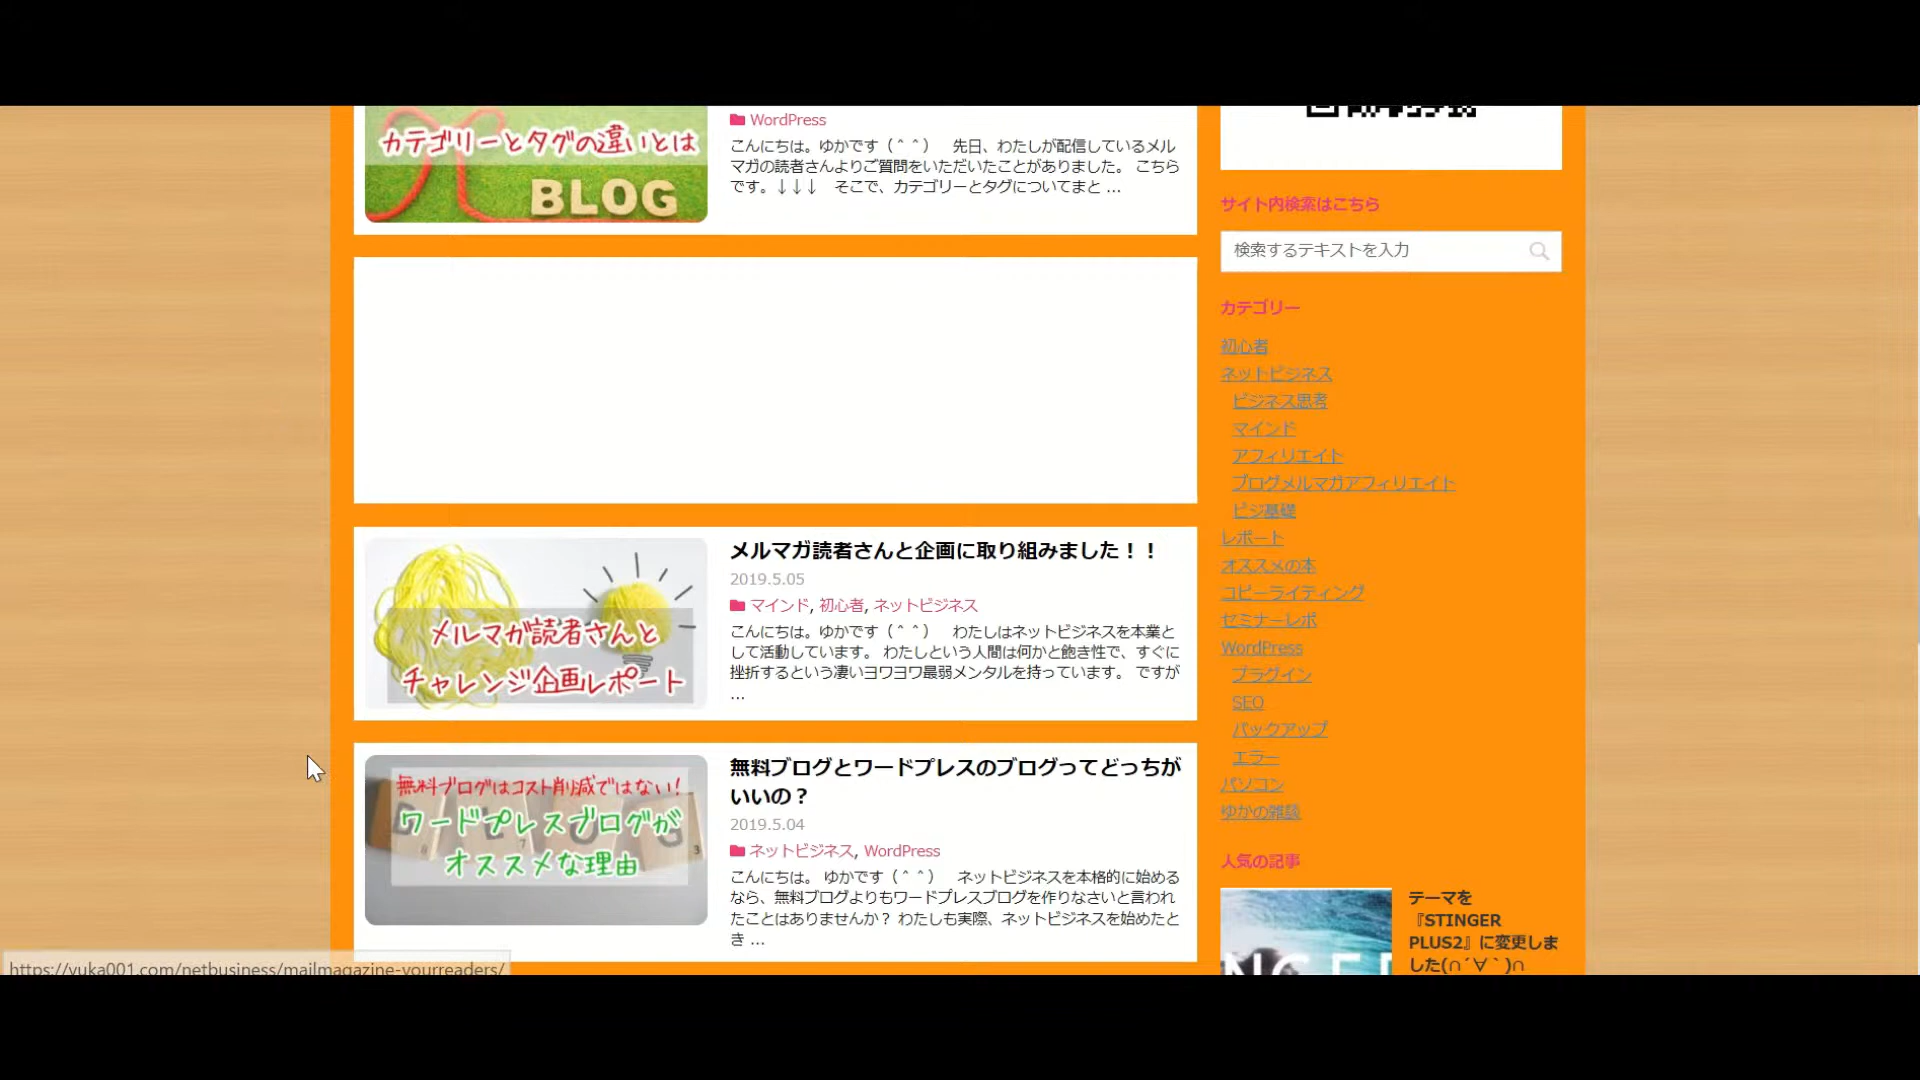 カテゴリーとタグの違いとは
BLOG
WordPress
こんにちは。ゆかです（＾＾）　先日、わたしが配信しているメル
マガの読者さんよりご質問をいただいたことがありました。 こちら
です。↓↓↓　そこで、カテゴリーとタグについてまと ...
メルマガ読者さんと
チャレンジ企画レポート
メルマガ読者さんと企画に取り組みました！！
2019.5.05
マインド, 初心者, ネットビジネス
こんにちは。ゆかです（＾＾）　わたしはネットビジネスを本業と
して活動しています。 わたしという人間は何かと飽き性で、すぐに
挫折するという凄いヨワヨワ最弱メンタルを持っています。 ですが
...
無料ブログはコスト削減ではない!
ワードプレスブログが
オススメな理由
無料ブログとワードプレスのブログってどっちが
いいの？
2019.5.04
ネットビジネス, WordPress
こんにちは。 ゆかです（＾＾）　ネットビジネスを本格的に始める
なら、無料ブログよりもワードプレスブログを作りなさいと言われ
たことはありませんか？ わたしも実際、ネットビジネスを始めたと
き ...
サイト内検索はこちら
検索するテキストを入力
カテゴリー
初心者
ネットビジネス
ビジネス思考
マインド
アフィリエイト
ブログメルマガアフィリエイト
ビジ基礎
レポート
オススメの本
コピーライティング
セミナーレポ
WordPress
プラグイン
SEO
バックアップ
エラー
パソコン
ゆかの雑談
人気の記事
テーマを
『STINGER
PLUS2』に変更しま
した(∩´∀｀)∩
https://yuka001.com/netbusiness/mailmagazine-yourreaders/